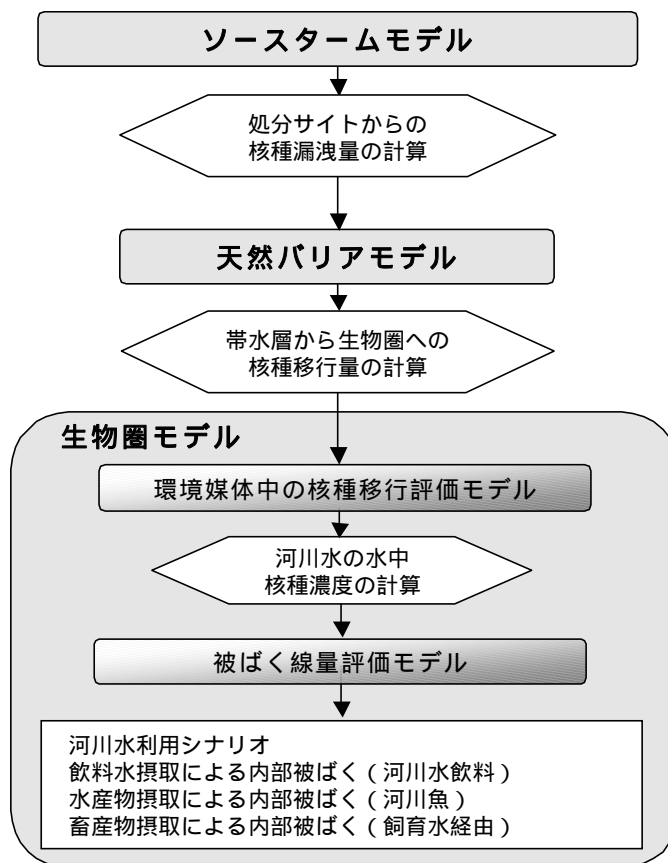 ソースタームモデル
処分サイトからの
核種漏洩量の計算
天然バリアモデル
帯水層から生物圏への
核種移行量の計算
生物圏モデル
環境媒体中の核種移行評価モデル
河川水の水中
核種濃度の計算
被ばく線量評価モデル
河川水利用シナリオ
飲料水摂取による内部被ばく（河川水飲料）
水産物摂取による内部被ばく（河川魚）
畜産物摂取による内部被ばく（飼育水経由）